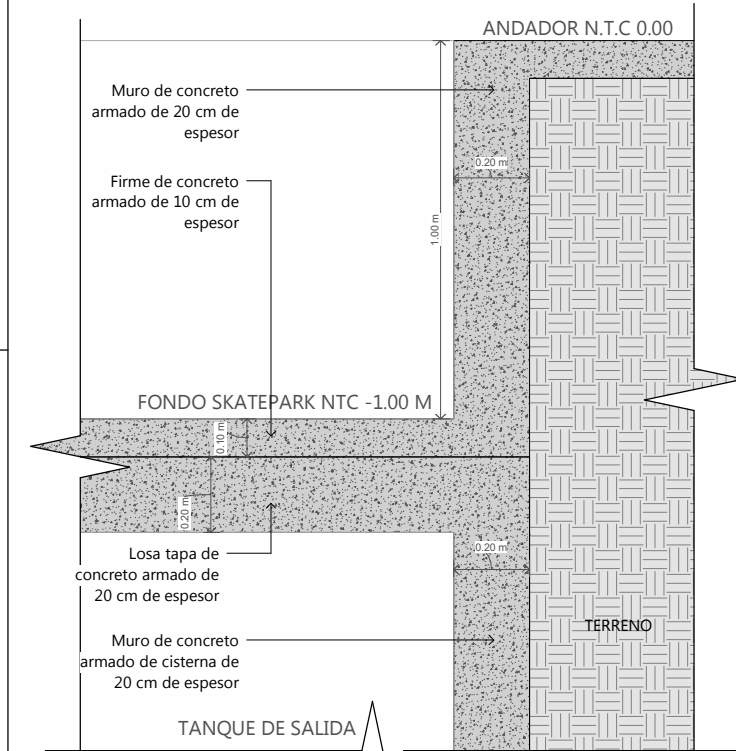 ANDADOR N.T.C 0.00
Muro de concreto
armado de 20 cm de
espesor
0.20 m
Firme de concreto
armado de 10 cm de
espesor
1.00 m
FONDO SKATEPARK NTC -1.00 M
0.10 m
0.20 m
Losa tapa de
concreto armado de
20 cm de espesor
0.20 m
TERRENO
Muro de concreto
armado de cisterna de
20 cm de espesor
TANQUE DE SALIDA